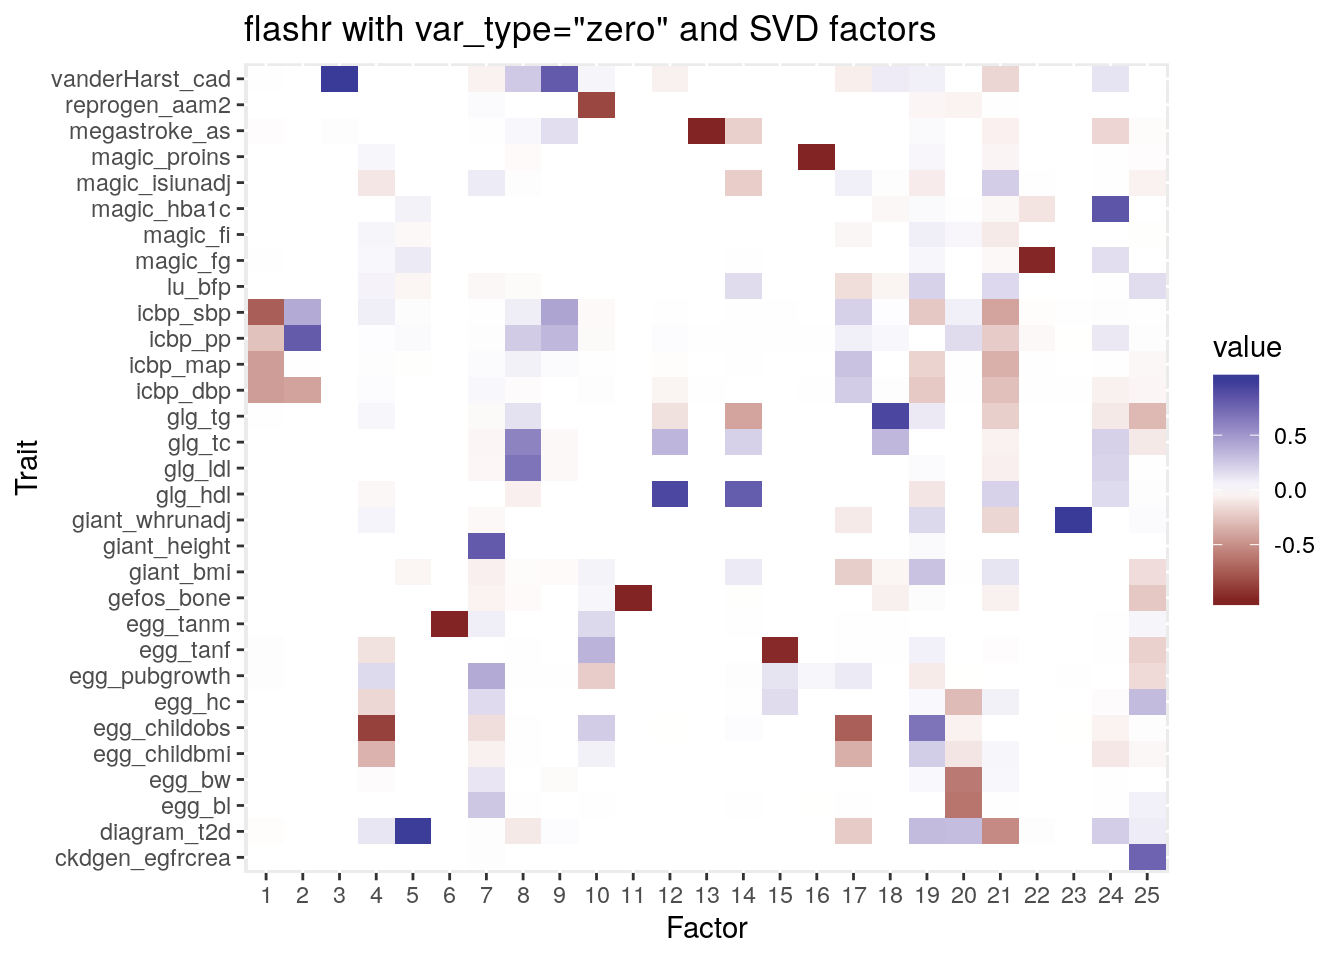 flashr with var_type="zero" and SVD factors
vanderHarst_cad
reprogen_aam2
megastroke_as
magic_proins
magic_isiunadj
magic_hba1c
magic_fi
magic_fg
lu_bfp
icbp_sbp
icbp_pp
icbp_map
icbp_dbp
glg_tg
glg_tc
glg_ldl
glg_hdl
giant_whrunadj
giant_height
giant_bmi
gefos_bone
egg_tanm
egg_tanf
egg_pubgrowth
egg_hc
egg_childobs
egg_childbmi
egg_bw
egg_bl
diagram_t2d
ckdgen_egfrcrea
Trait
1 2 3 4 5 6 7 8 9 10 11 12 13 14 15 16 17 18 19 20 21 22 23 24 25
Factor
value
0.5
0.0
-0.5